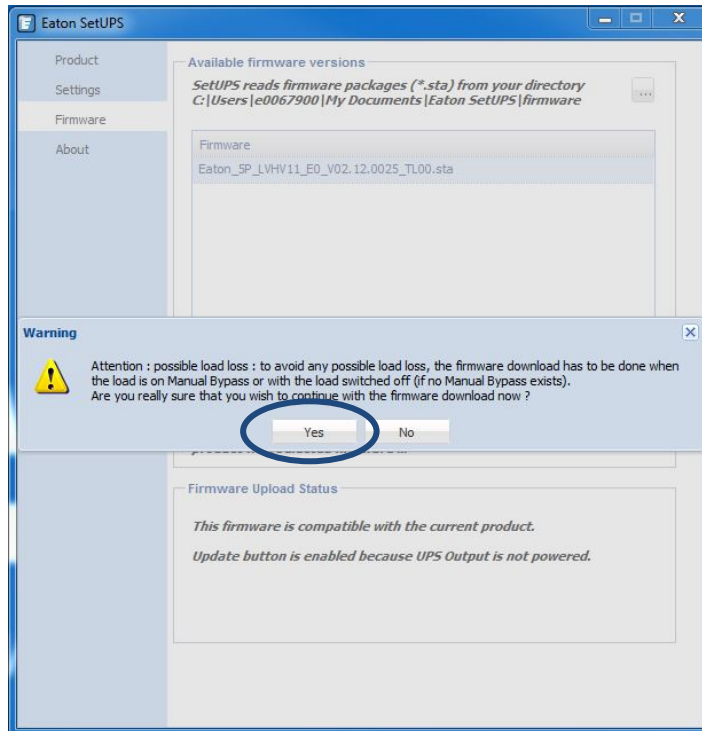 Eaton SetUPS
Product
Settings
Firmware
About
Available firmware versions
SetUPS reads firmware packages (*.sta) from your directory
C:\Users\e0067900\My Documents\Eaton SetUPS\firmware
...
Firmware
Eaton_5P_LVHV11_E0_V02.12.0025_TL00.sta
Warning
Attention : possible load loss : to avoid any possible load loss, the firmware download has to be done when
the load is on Manual Bypass or with the load switched off (if no Manual Bypass exists).
Are you really sure that you wish to continue with the firmware download now ?
Yes
No
Firmware Upload Status
This firmware is compatible with the current product.
Update button is enabled because UPS Output is not powered.